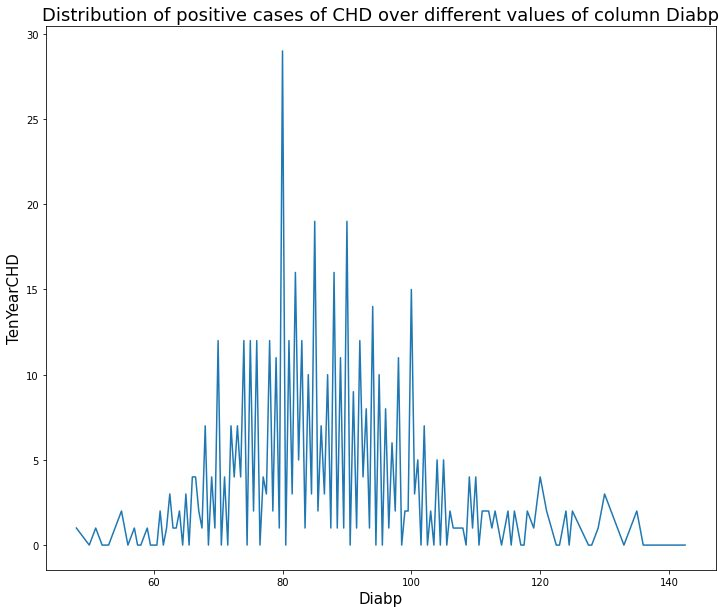 Distribution of positive cases of CHD over different values of column Diabp
30
25
20
15
10
5
0
TenYearCHD
60 80 100 120 140
Diabp